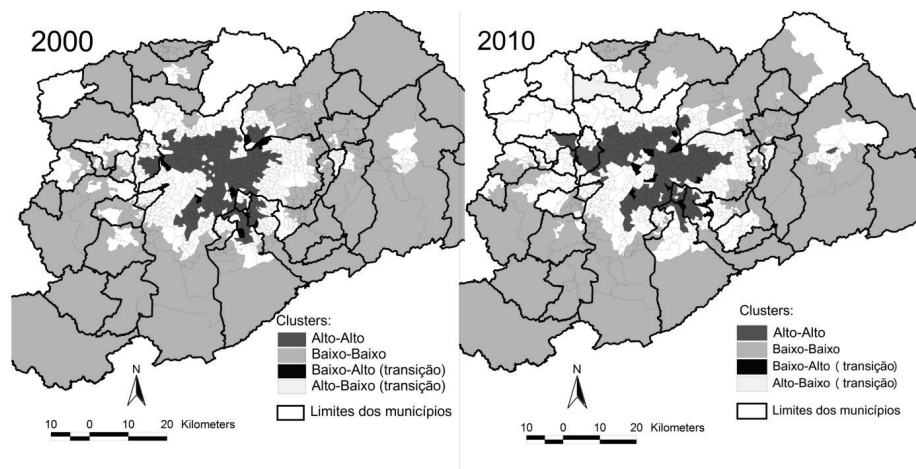 2000
Clusters:
Alto-Alto
Baixo-Baixo
Baixo-Alto (transição)
Alto-Baixo (transição)
Limites dos municípios
N
10 0 10 20 Kilometers
2010
Clusters:
Alto-Alto
Baixo-Baixo
Baixo-Alto ( transição)
Alto-Baixo ( transição)
Limites dos municípios
N
10 0 10 20 Kilometers